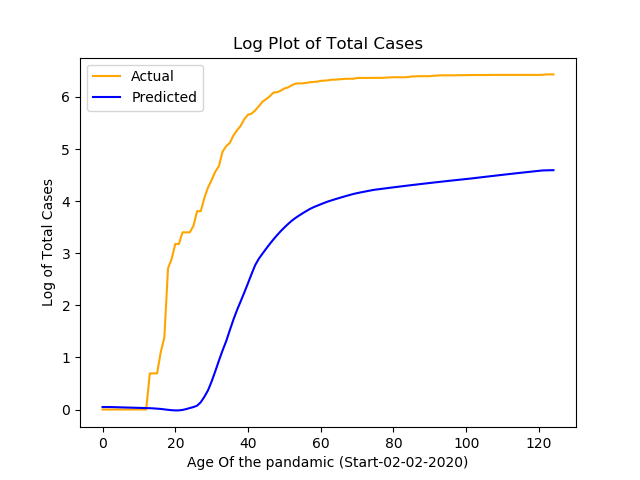 Log Plot of Total Cases
Actual
Predicted
Log of Total Cases
6
5
4
3
2
1
0
0 20 40 60 80 100 120
Age Of the pandamic (Start-02-02-2020)